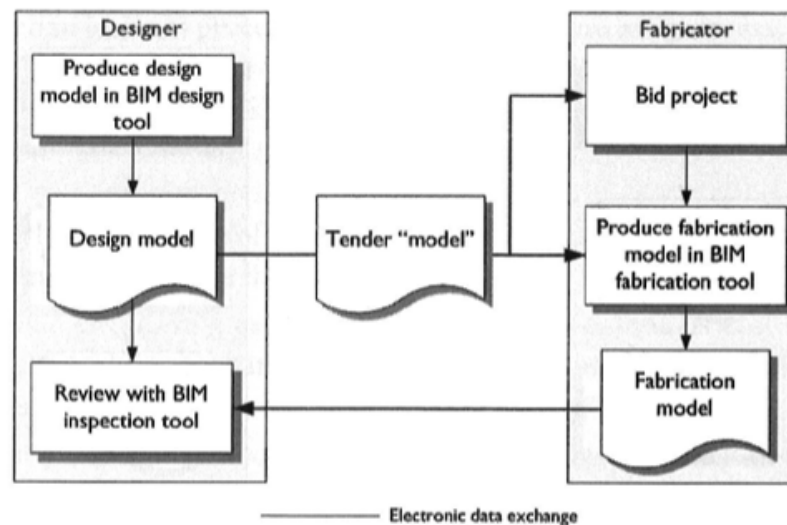 Designer
Produce design
model in BIM design
tool
Design model
Review with BIM
inspection tool
Tender “model”
Fabricator
Bid project
Produce fabrication
model in BIM
fabrication tool
Fabrication
model
Electronic data exchange